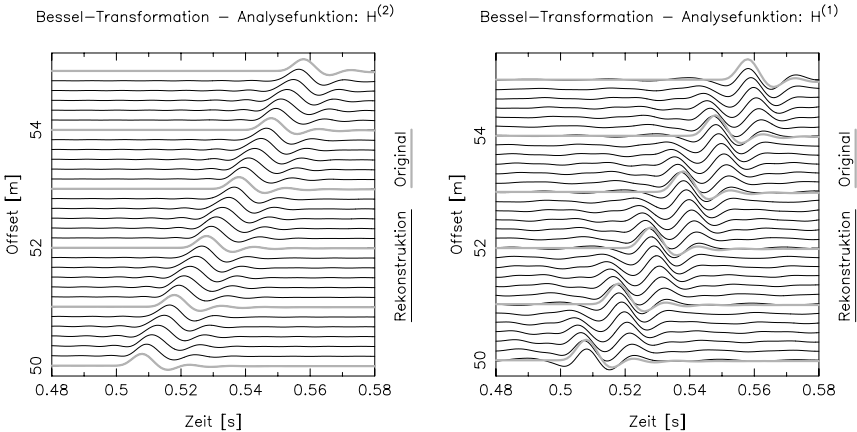 Bessel–Transformation – Analysefunktion: H(2)
54
52
50
Offset [m]
0.48 0.5 0.52 0.54 0.56 0.58
Zeit [s]
Original
Rekonstruktion
Bessel–Transformation – Analysefunktion: H(1)
54
52
50
Offset [m]
0.48 0.5 0.52 0.54 0.56 0.58
Zeit [s]
Original
Rekonstruktion